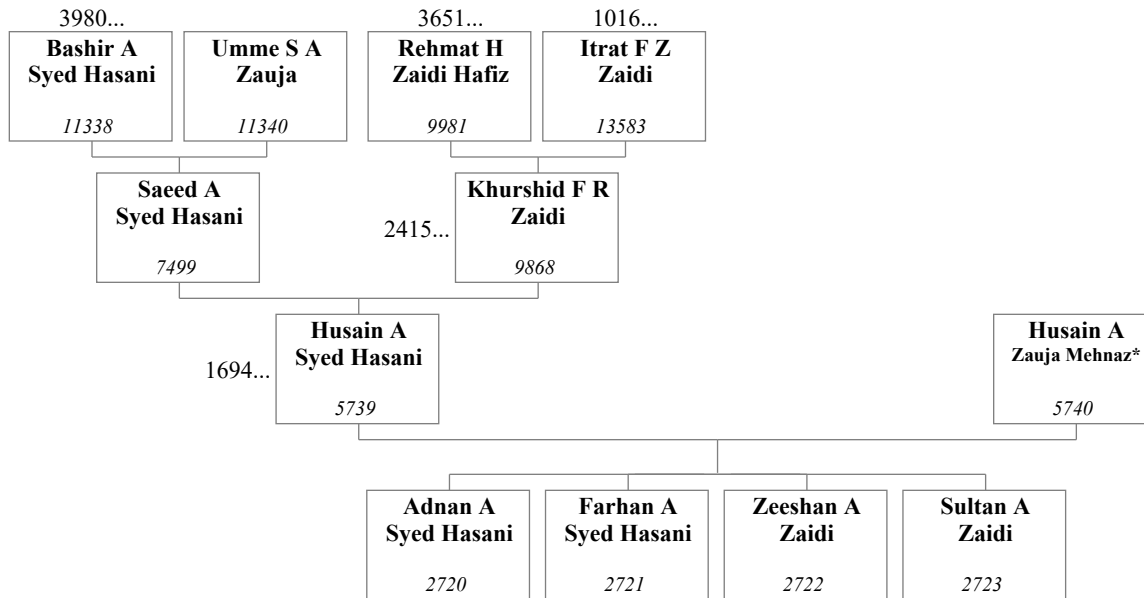 3980...
3651...
1016...
Bashir A
Syed Hasani
11338
Umme S A
Zauja
11340
Rehmat H
Zaidi Hafiz
9981
Itrat F Z
Zaidi
13583
Saeed A
Syed Hasani
7499
2415...
Khurshid F R
Zaidi
9868
1694...
Husain A
Syed Hasani
5739
Husain A
Zauja Mehnaz*
5740
Adnan A
Syed Hasani
2720
Farhan A
Syed Hasani
2721
Zeeshan A
Zaidi
2722
Sultan A
Zaidi
2723